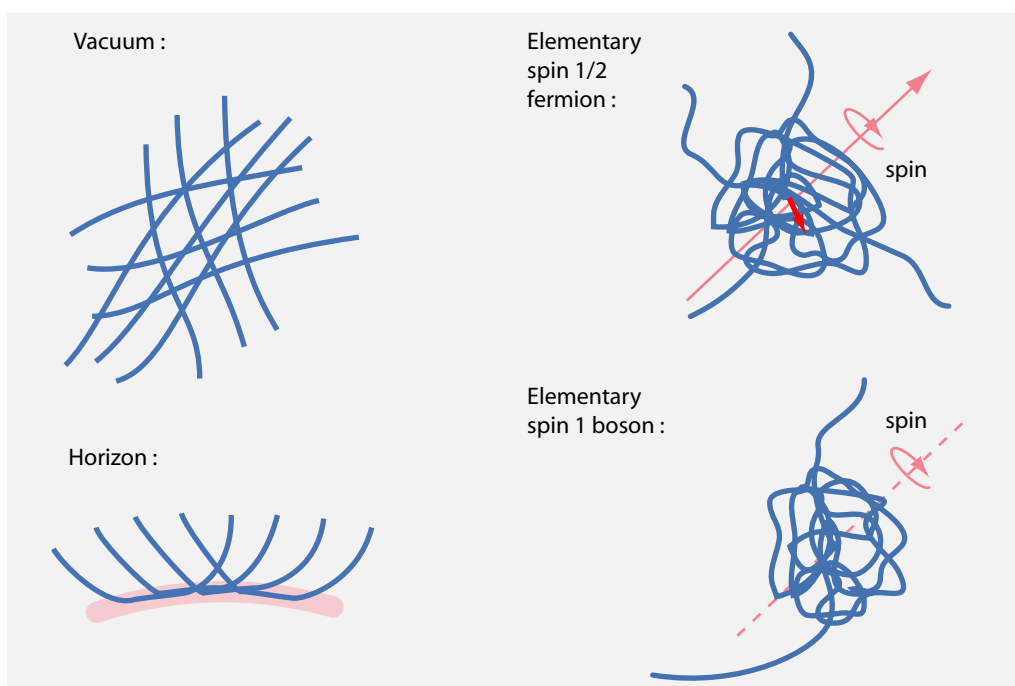 Vacuum :
Elementary
spin 1/2
fermion :
spin
Elementary
spin 1 boson :
spin
Horizon :